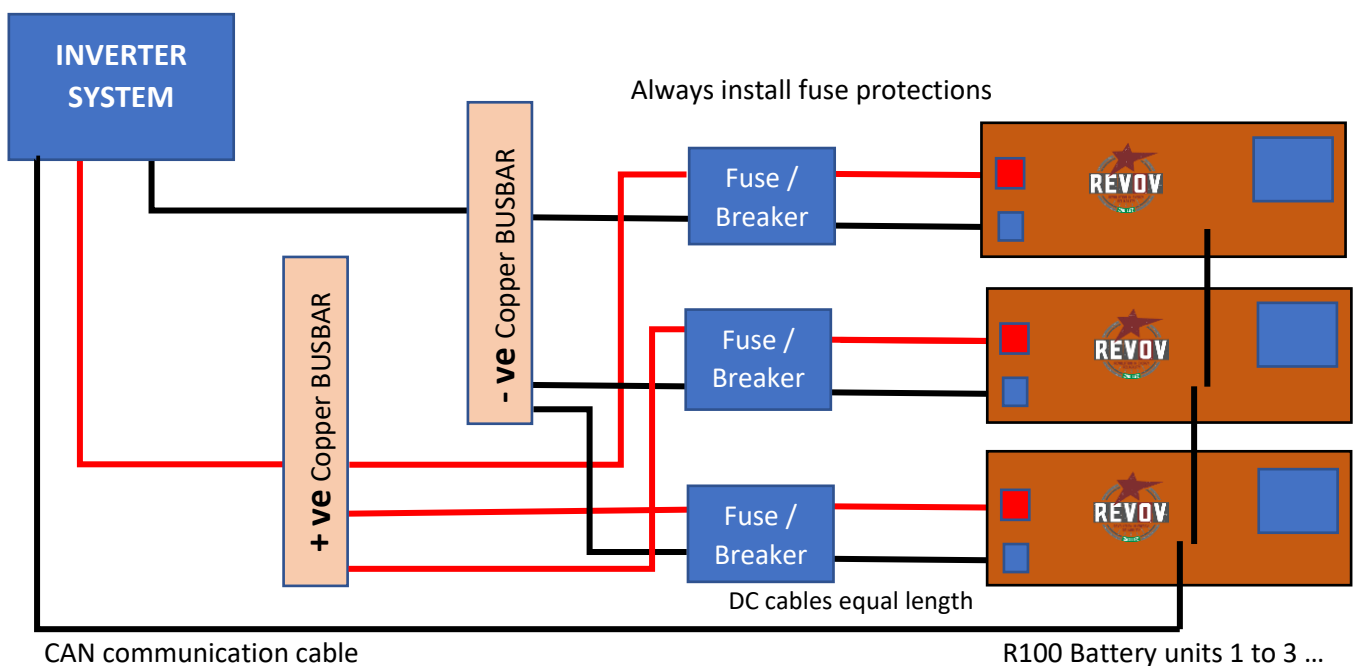 INVERTER
SYSTEM
Always install fuse protections
- ve Copper BUSBAR
+ ve Copper BUSBAR
Fuse /
Breaker
REVOV
Fuse /
Breaker
REVOV
Fuse /
Breaker
REVOV
DC cables equal length
CAN communication cable
R100 Battery units 1 to 3 ...